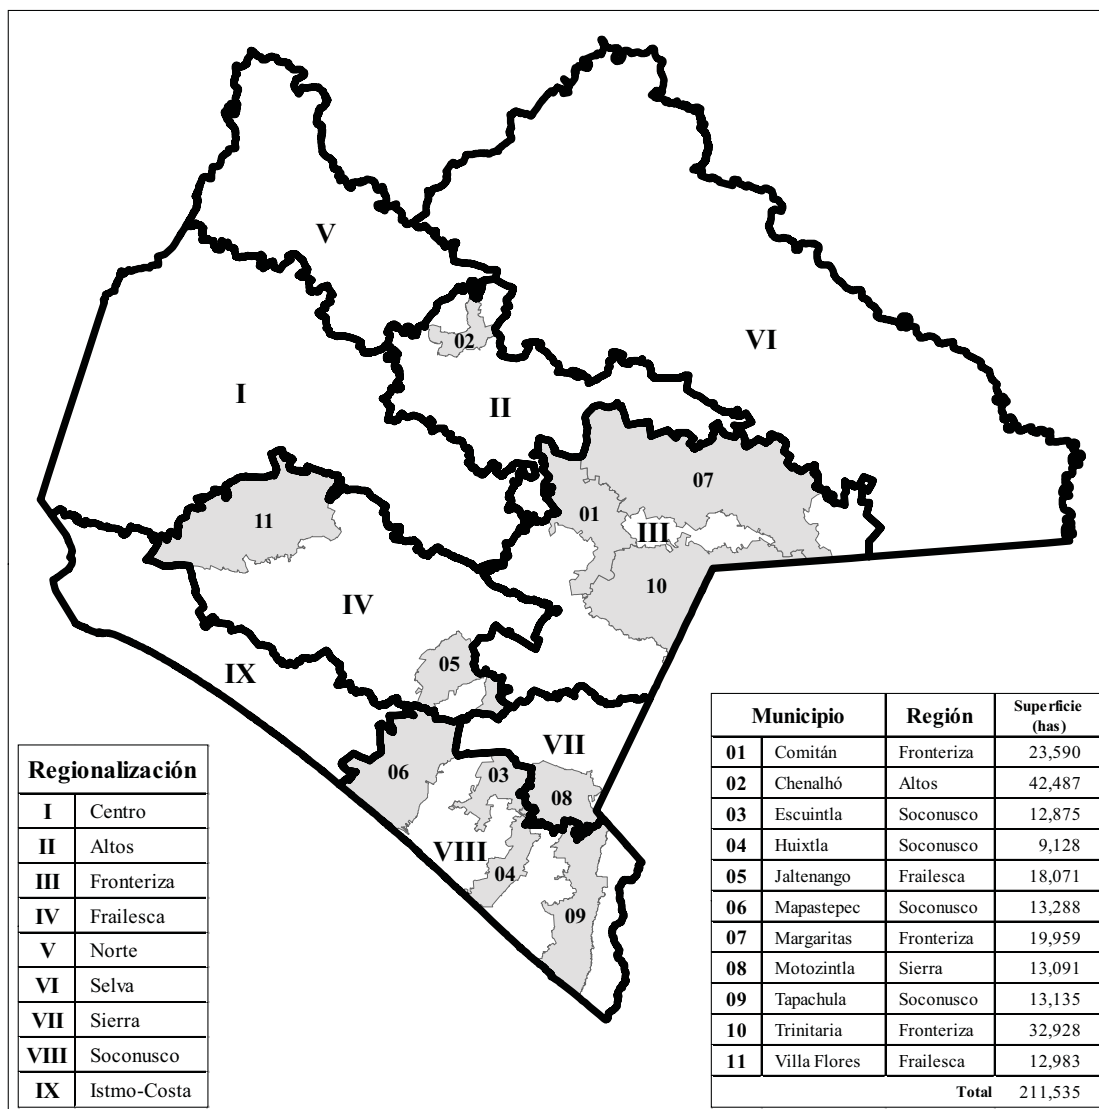 V
VI
02
I
II
07
11
01
III
10
IV
05
IX
VII
06
03
08
VIII
04
09
Regionalización
I Centro
II Altos
III Fronteriza
IV Frailesca
V Norte
VI Selva
VII Sierra
VIII Soconusco
IX Istmo-Costa
Municipio Región Superficie
(has)
01 Comitán Fronteriza 23,590
02 Chenalhó Altos 42,487
03 Escuintla Soconusco 12,875
04 Huixtla Soconusco 9,128
05 Jaltenango Frailesca 18,071
06 Mapastepec Soconusco 13,288
07 Margaritas Fronteriza 19,959
08 Motozintla Sierra 13,091
09 Tapachula Soconusco 13,135
10 Trinitaria Fronteriza 32,928
11 Villa Flores Frailesca 12,983
Total 211,535